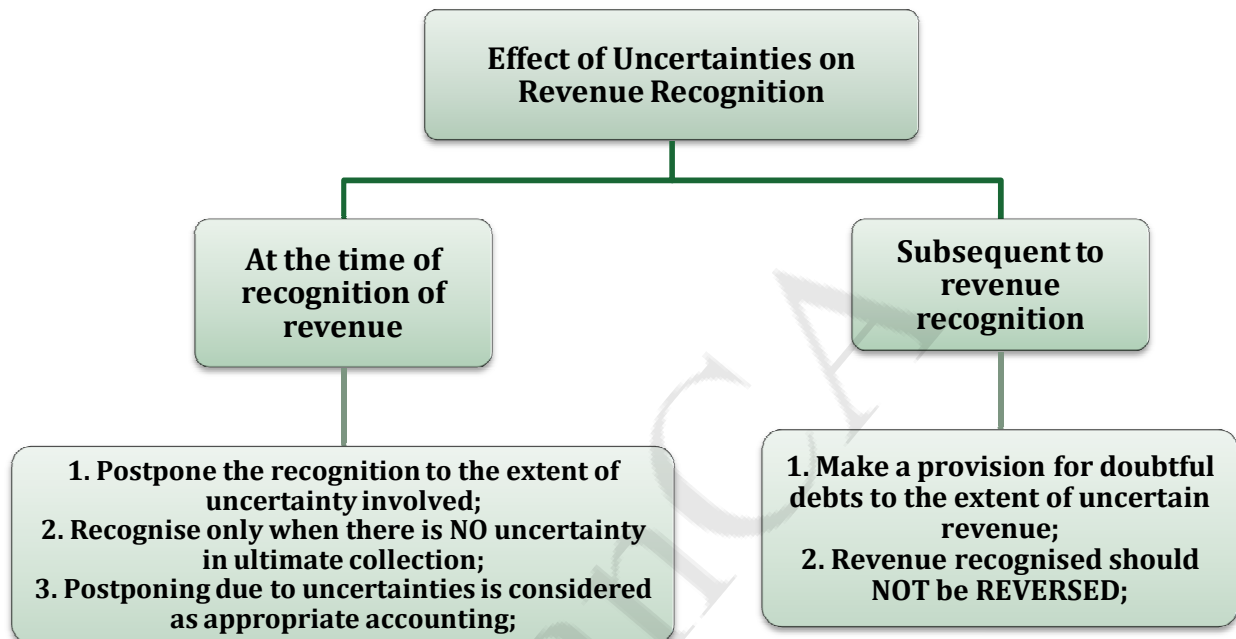 Effect of Uncertainties on
Revenue Recognition
At the time of
recognition of
revenue
Subsequent to
revenue
recognition
1. Postpone the recognition to the extent of
uncertainty involved;
2. Recognise only when there is NO uncertainty
in ultimate collection;
3. Postponing due to uncertainties is considered
as appropriate accounting;
1. Make a provision for doubtful
debts to the extent of uncertain
revenue;
2. Revenue recognised should
NOT be REVERSED;